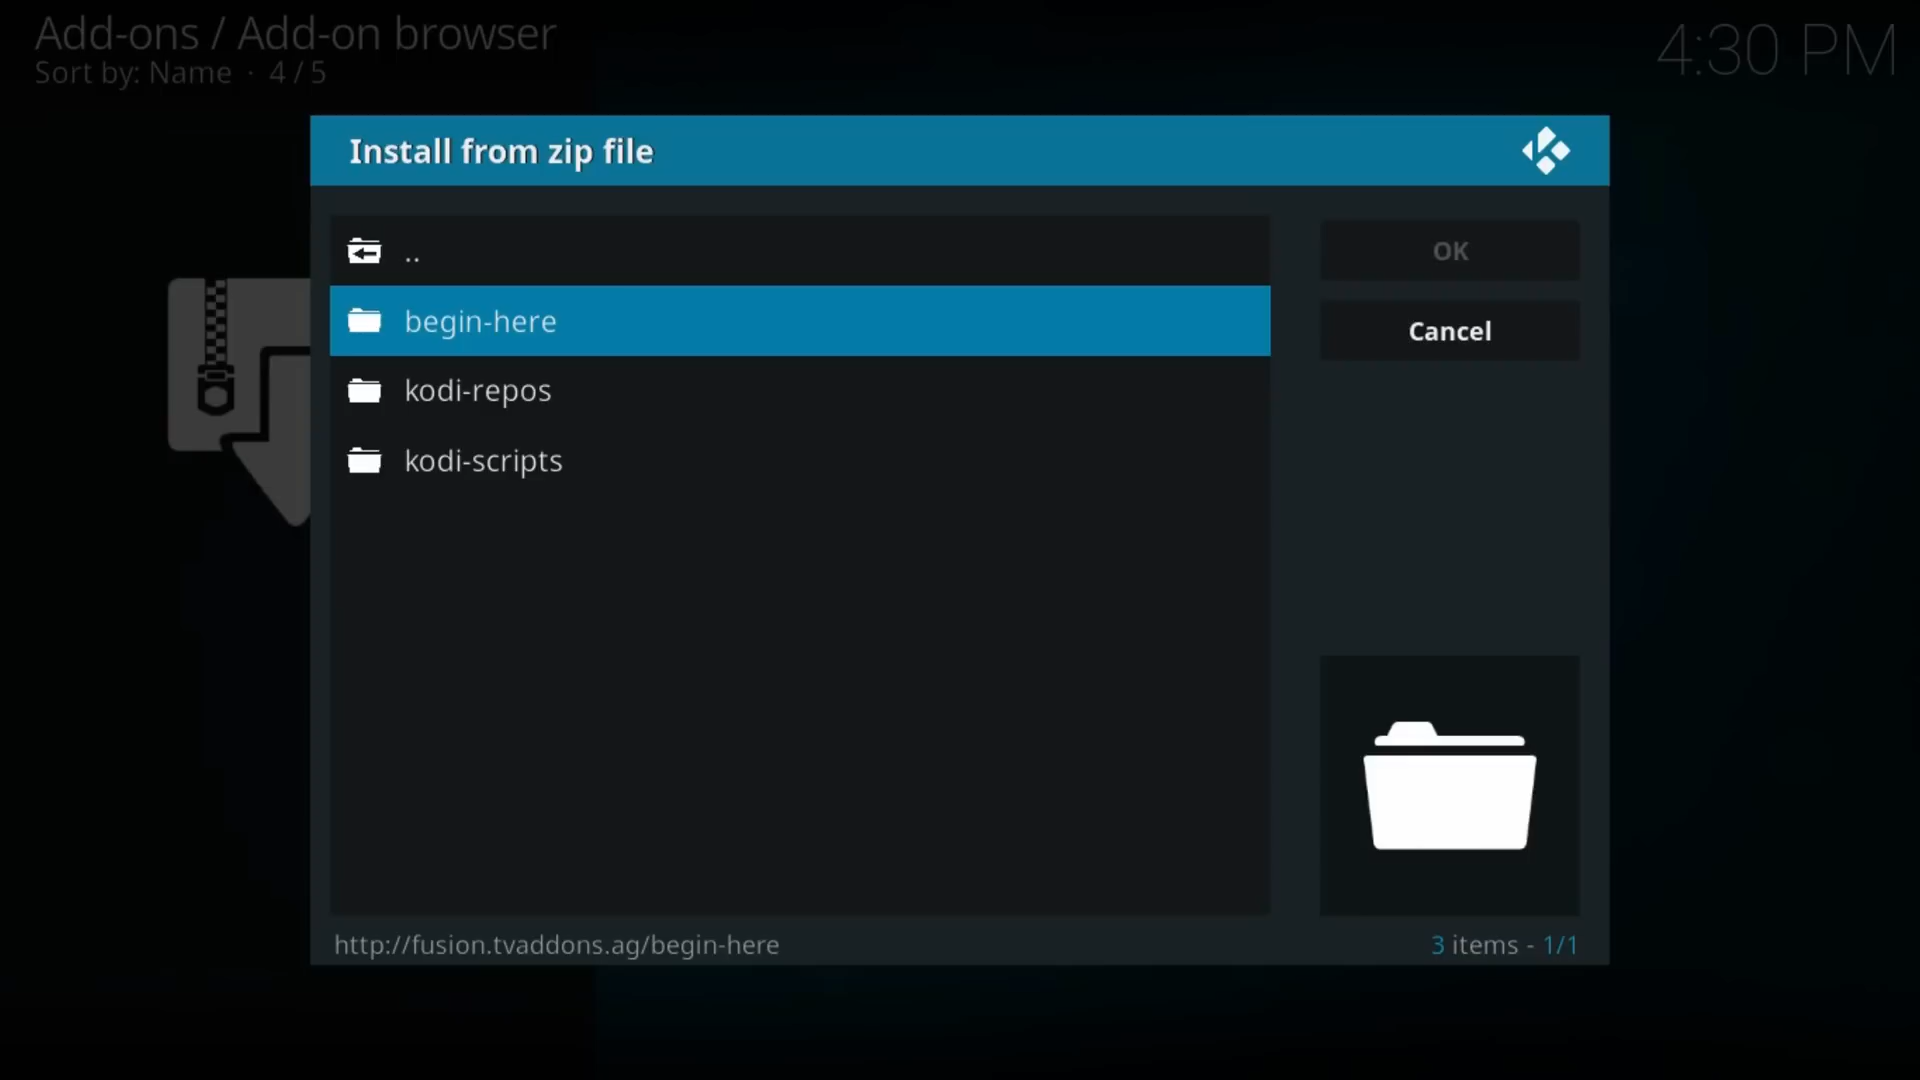 Add-ons / Add-on browser
Sort by: Name · 4 / 5
4:30 PM
Install from zip file
..
begin-here
kodi-repos
kodi-scripts
OK
Cancel
http://fusion.tvaddons.ag/begin-here
3 items - 1/1